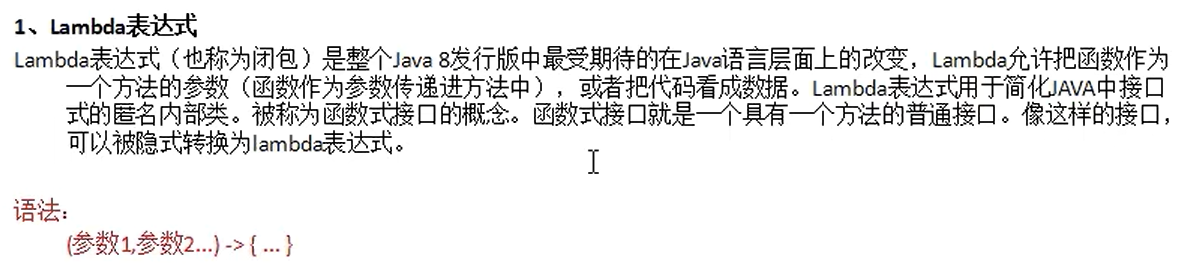 1、Lambda表达式
Lambda表达式（也称为闭包）是整个Java 8发行版中最受期待的在Java语言层面上的改变，Lambda允许把函数作为
一个方法的参数（函数作为参数传递进方法中），或者把代码看成数据。Lambda表达式用于简化JAVA中接口
式的匿名内部类。被称为函数式接口的概念。函数式接口就是一个具有一个方法的普通接口。像这样的接口，
可以被隐式转换为lambda表达式。
语法：
(参数1,参数2...) -> { ... }